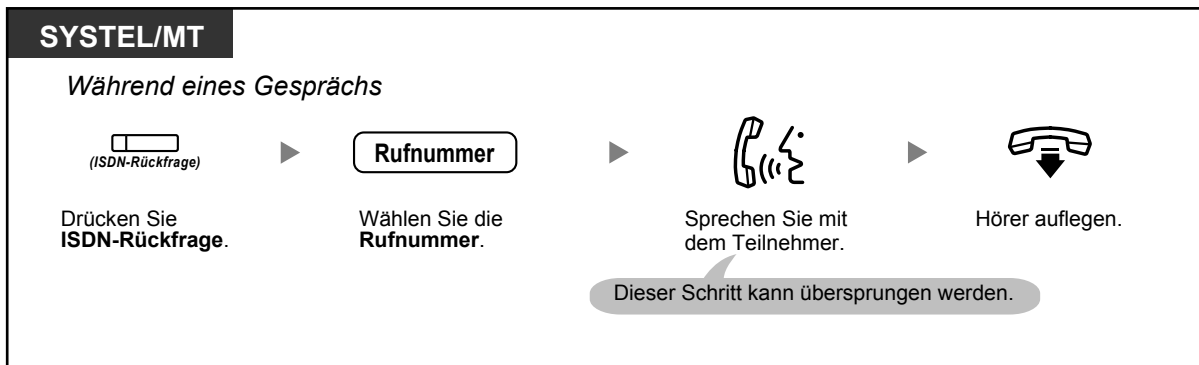 SYSTEL/MT
Während eines Gesprächs
(ISDN-Rückfrage)
Rufnummer
Drücken Sie
ISDN-Rückfrage.
Wählen Sie die
Rufnummer.
Sprechen Sie mit
dem Teilnehmer.
Hörer auflegen.
Dieser Schritt kann übersprungen werden.